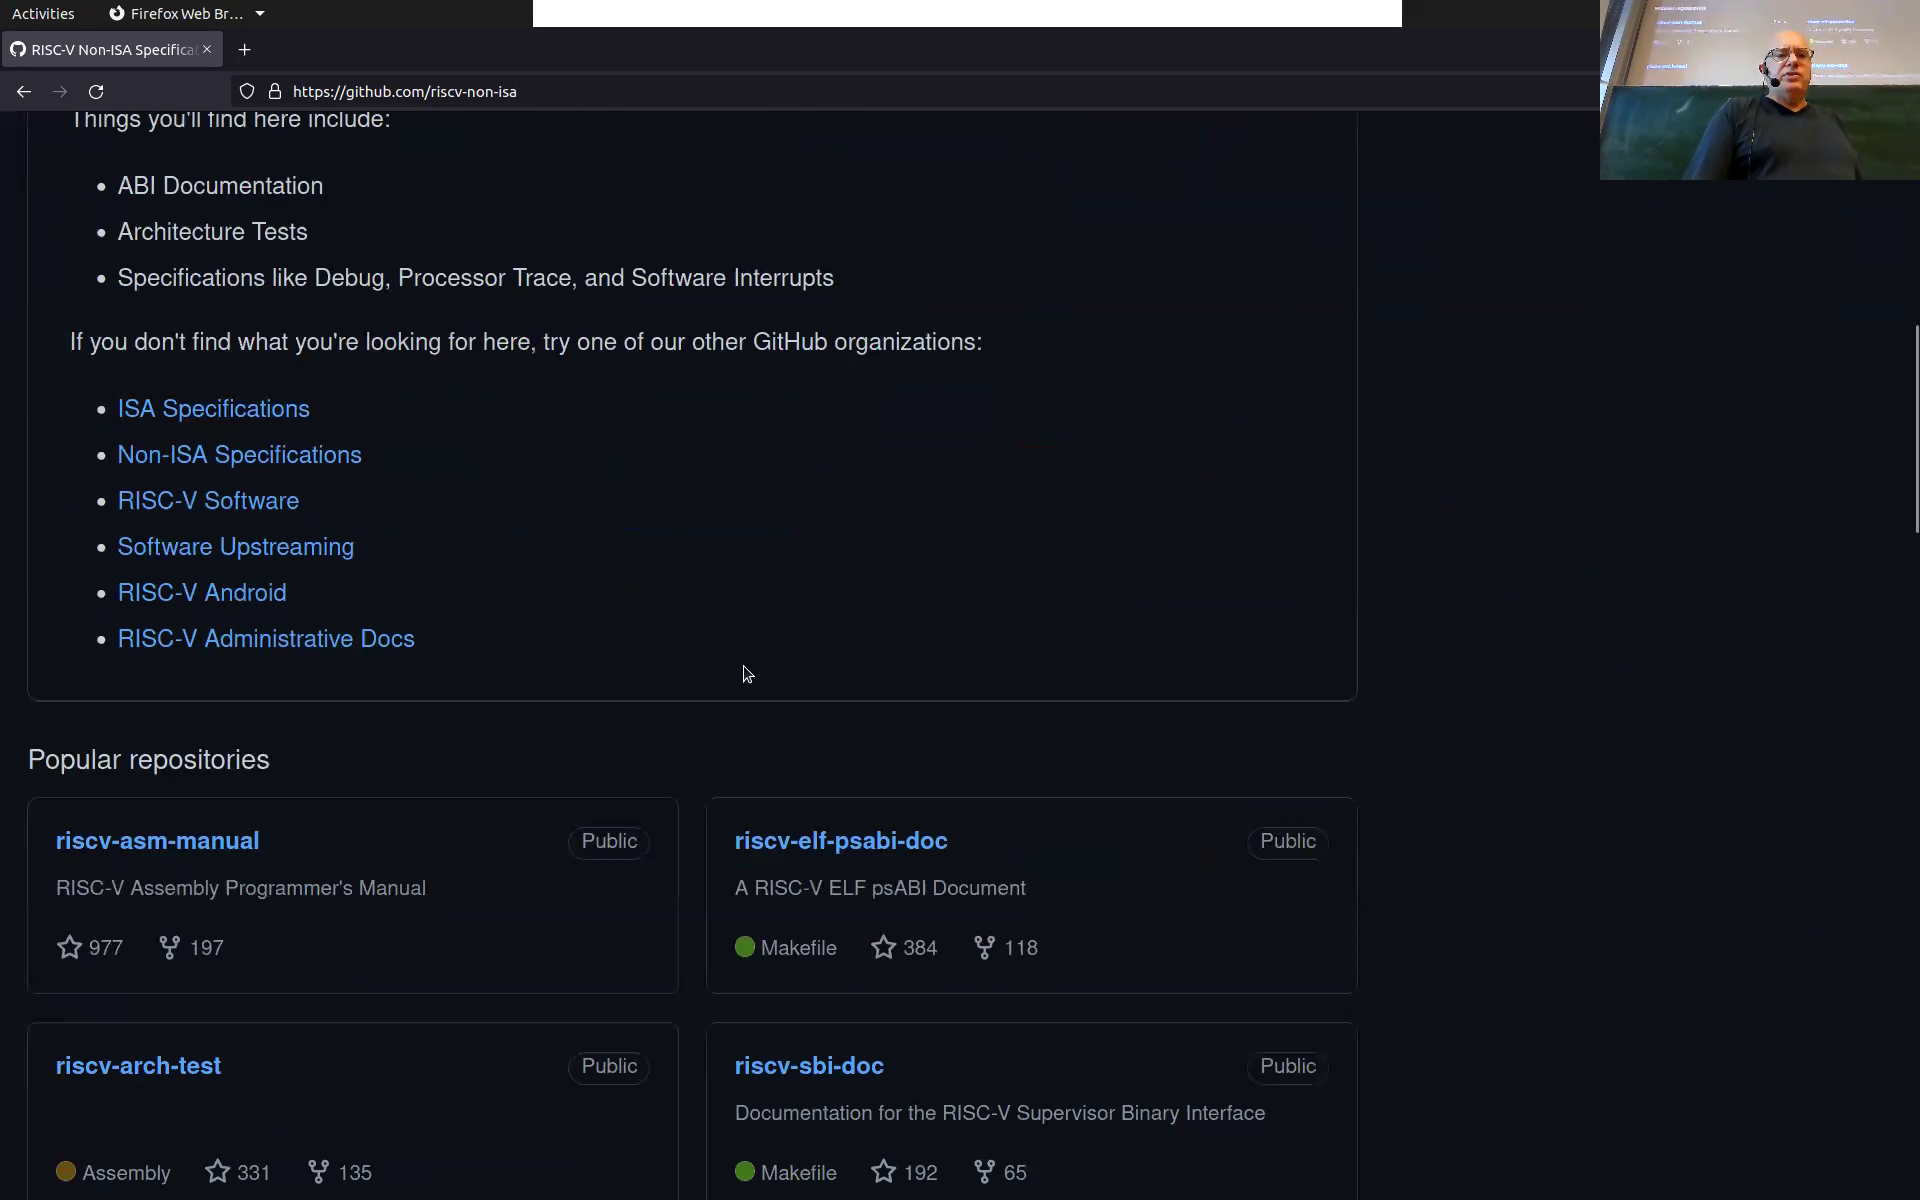 Activities
Firefox Web Br...
RISC-V Non-ISA Specifica
https://github.com/riscv-non-isa
Things you'll find here include:
• ABI Documentation
• Architecture Tests
• Specifications like Debug, Processor Trace, and Software Interrupts
If you don't find what you're looking for here, try one of our other GitHub organizations:
• ISA Specifications
• Non-ISA Specifications
• RISC-V Software
• Software Upstreaming
• RISC-V Android
• RISC-V Administrative Docs
Popular repositories
riscv-asm-manual
Public
RISC-V Assembly Programmer's Manual
977
197
riscv-elf-psabi-doc
Public
A RISC-V ELF psABI Document
Makefile
384
118
riscv-arch-test
Public
Assembly
331
135
riscv-sbi-doc
Public
Documentation for the RISC-V Supervisor Binary Interface
Makefile
192
65